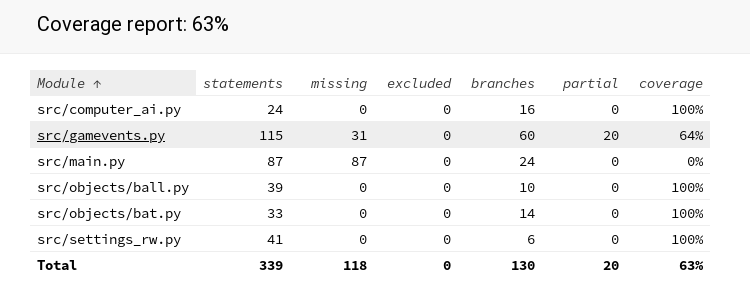 Coverage report: 63%
Module ↑ statements missing excluded branches partial coverage
src/computer_ai.py 24 0 0 16 0 100%
src/gamevents.py 115 31 0 60 20 64%
src/main.py 87 87 0 24 0 0%
src/objects/ball.py 39 0 0 10 0 100%
src/objects/bat.py 33 0 0 14 0 100%
src/settings_rw.py 41 0 0 6 0 100%
Total 339 118 0 130 20 63%